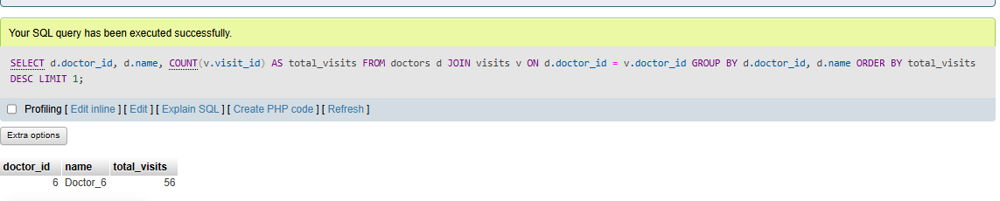 Your SQL query has been executed successfully.
SELECT d.doctor_id, d.name, COUNT(v.visit_id) AS total_visits FROM doctors d JOIN visits v ON d.doctor_id = v.doctor_id GROUP BY d.doctor_id, d.name ORDER BY total_visits
DESC LIMIT 1;
Profiling [ Edit inline ] [ Edit ] [ Explain SQL ] [ Create PHP code ] [ Refresh ]
Extra options
doctor_id name total_visits
6 Doctor_6 56